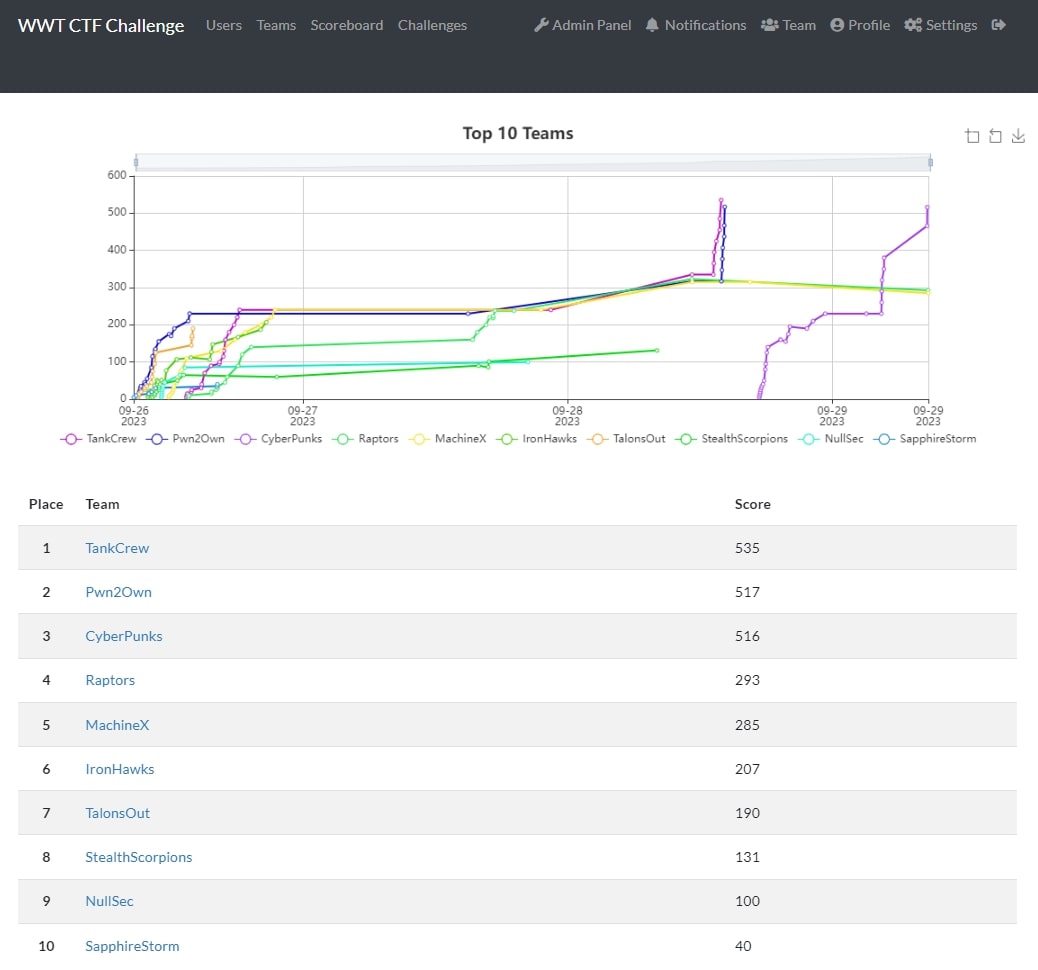 WWT CTF Challenge Users Teams Scoreboard Challenges Admin Panel Notifications Team Profile Settings
Top 10 Teams
600
500
400
300
200
100
0
09-26 2023
09-27 2023
09-28 2023
09-29 2023
09-29 2023
TankCrew Pwn2Own CyberPunks Raptors MachineX IronHawks TalonsOut StealthScorpions NullSec SapphireStorm
Place Team Score
1 TankCrew 535
2 Pwn2Own 517
3 CyberPunks 516
4 Raptors 293
5 MachineX 285
6 IronHawks 207
7 TalonsOut 190
8 StealthScorpions 131
9 NullSec 100
10 SapphireStorm 40